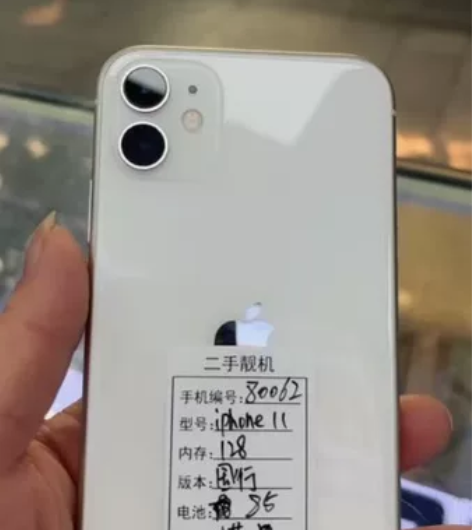 二手靓机
手机编号:80062
型号:iphone 11
内存:128
版本:国行
电池: 85